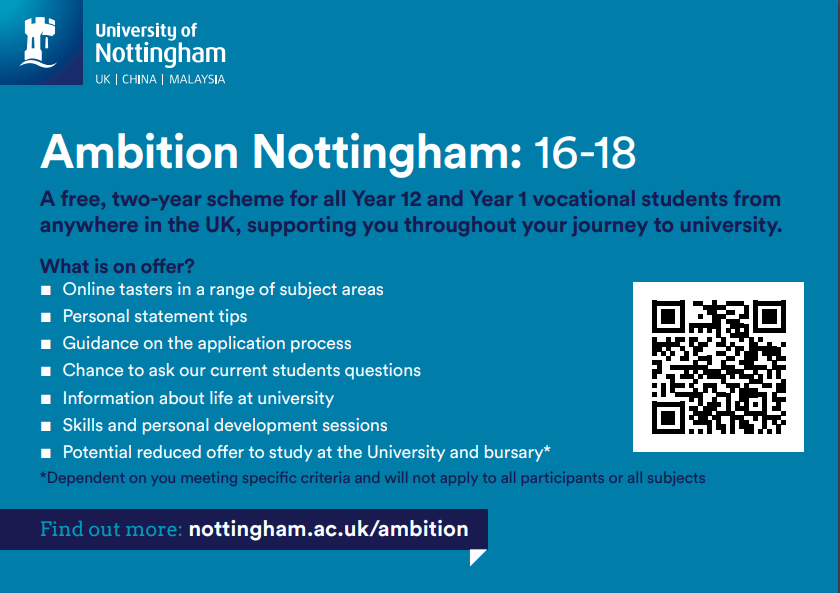 University of
Nottingham
UK | CHINA | MALAYSIA
Ambition Nottingham: 16-18
A free, two-year scheme for all Year 12 and Year 1 vocational students from
anywhere in the UK, supporting you throughout your journey to university.
What is on offer?
Online tasters in a range of subject areas
Personal statement tips
Guidance on the application process
Chance to ask our current students questions
Information about life at university
Skills and personal development sessions
Potential reduced offer to study at the University and bursary*
*Dependent on you meeting specific criteria and will not apply to all participants or all subjects
Find out more: nottingham.ac.uk/ambition